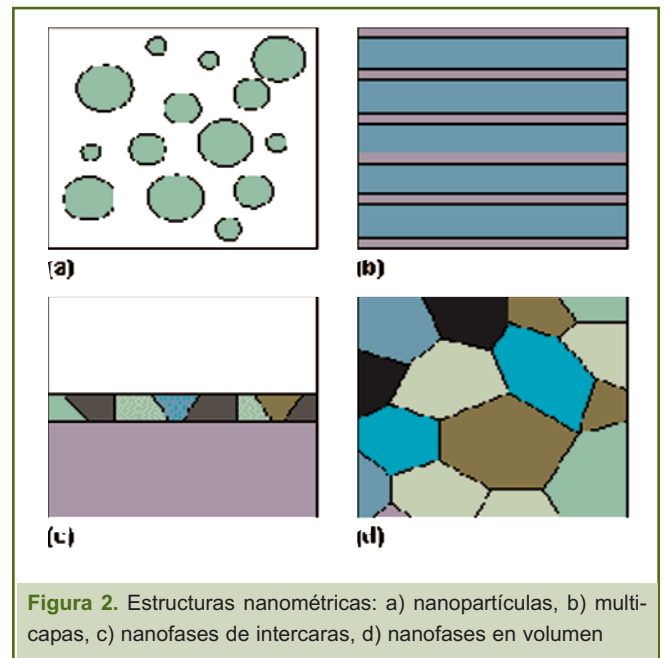 (a)
(b)
(c)
(d)
Figura 2. Estructuras nanométricas: a) nanopartículas, b) multi-
capas, c) nanofases de intercaras, d) nanofases en volumen